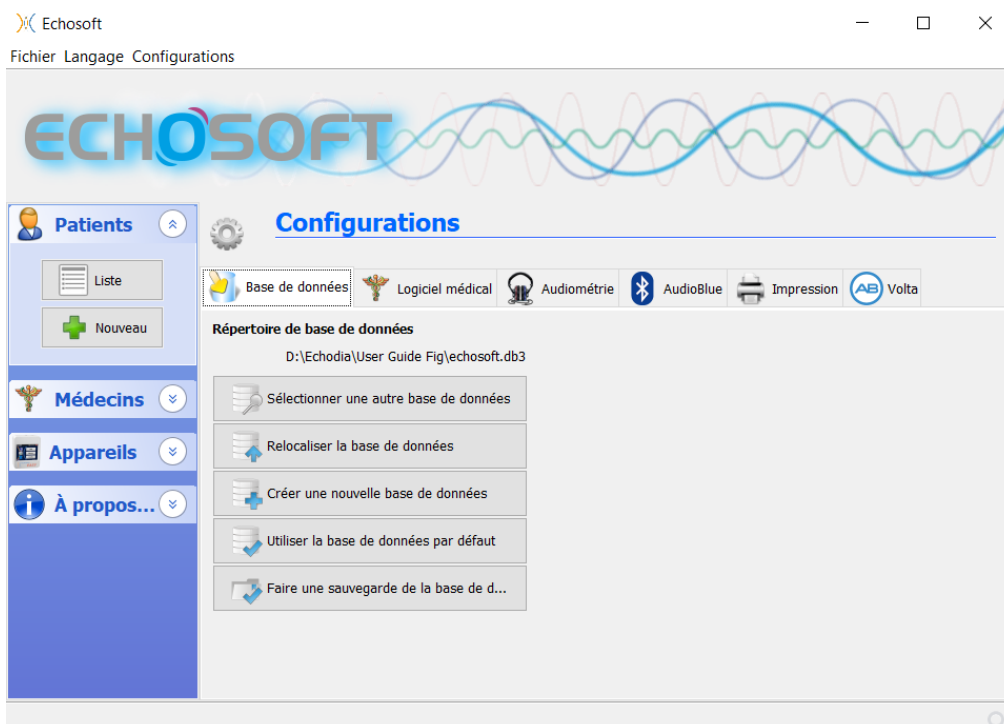 Echosoft
Fichier Langage Configurations
ECHOSOFT
Patients
Liste
Nouveau
Médecins
Appareils
À propos...
Configurations
Base de données Logiciel médical Audiométrie AudioBlue Impression AB Volta
Répertoire de base de données
D:\Echodia\User Guide Fig\echosoft.db3
Sélectionner une autre base de données
Relocaliser la base de données
Créer une nouvelle base de données
Utiliser la base de données par défaut
Faire une sauvegarde de la base de d...